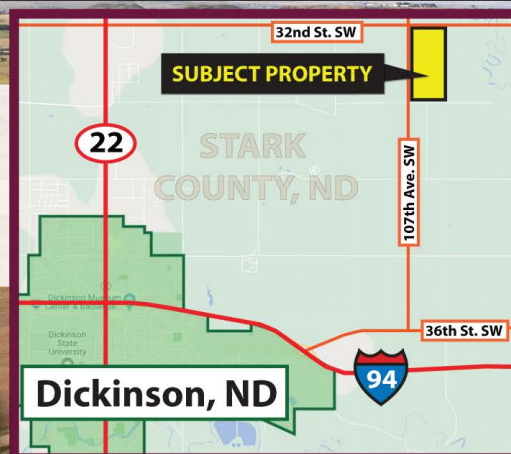 32nd St. SW
SUBJECT PROPERTY
22
STARK
COUNTY, ND
107th Ave. SW
Dickinson Museum
Center & Badlands...
36th St. SW
Dickinson
State
University
94
Dickinson, ND